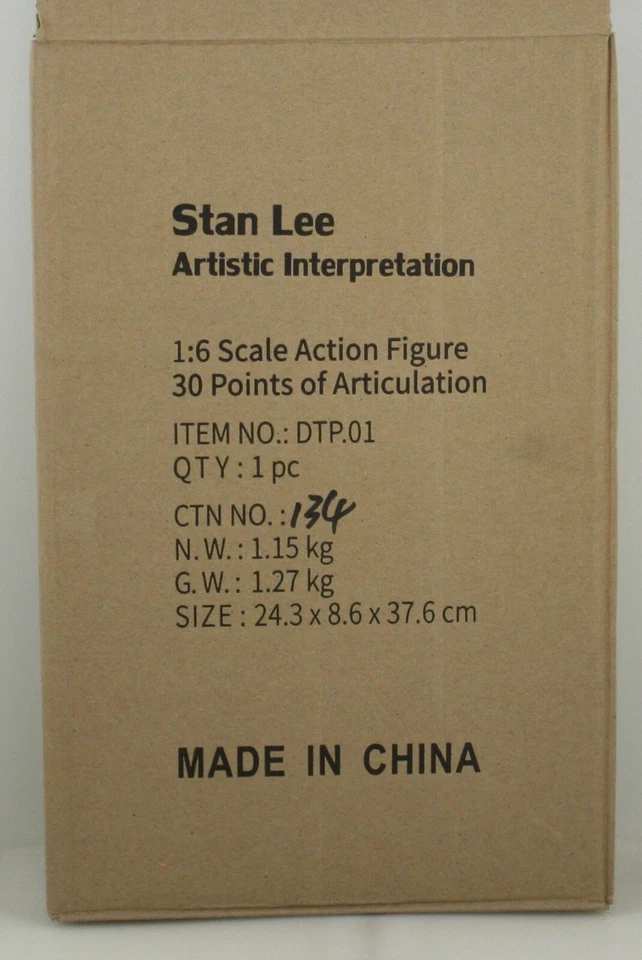 Stan Lee
Artistic Interpretation
1:6 Scale Action Figure
30 Points of Articulation
ITEM NO.: DTP.01
QTY : 1 pc
CTN NO. : 134
N.W. : 1.15 kg
G.W. : 1.27 kg
SIZE : 24.3 x 8.6 x 37.6 cm
MADE IN CHINA